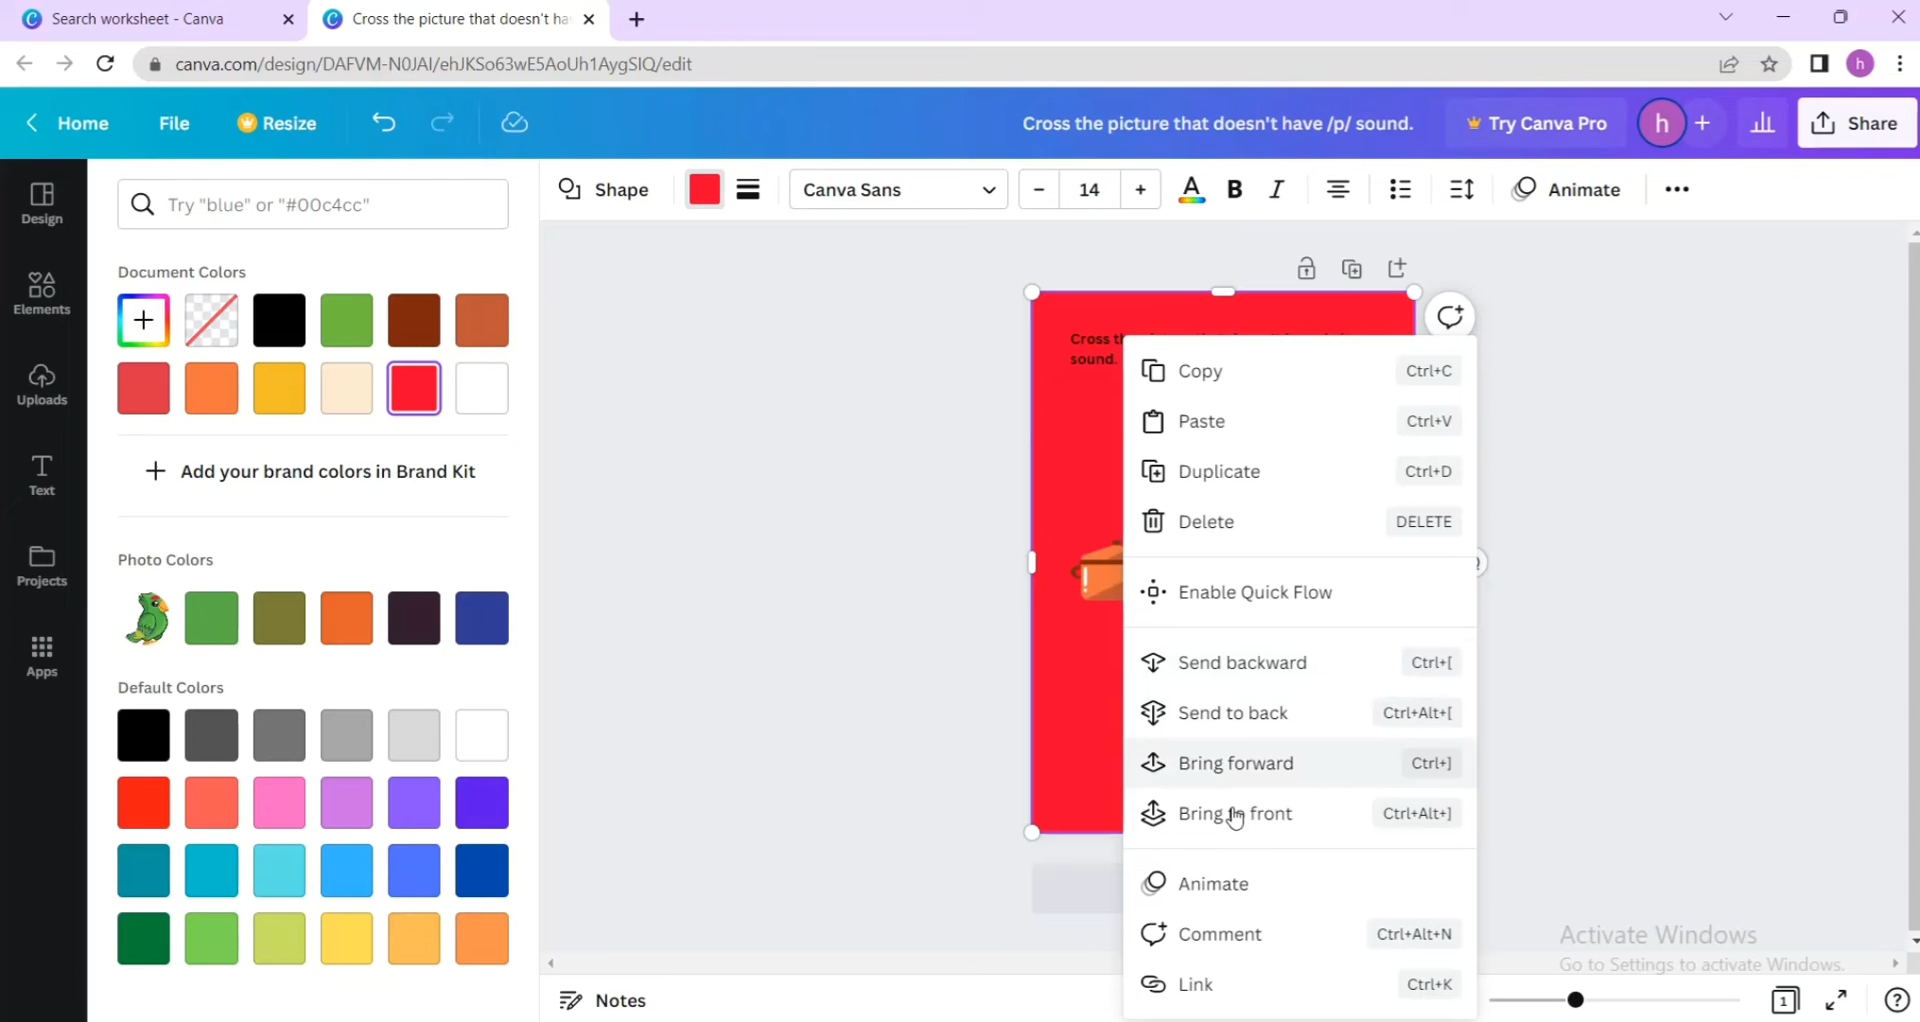 Search worksheet - Canva
Cross the picture that doesn't ha
canva.com/design/DAFVM-N0JAI/ehJKSo63wE5AoUh1AygSIQ/edit
h
Home
File
Resize
Cross the picture that doesn't have /p/ sound.
Try Canva Pro
h
Share
Design
Elements
Uploads
Text
Projects
Apps
Try "blue" or "#00c4cc"
Document Colors
Add your brand colors in Brand Kit
Photo Colors
Default Colors
Shape
Canva Sans
14
B
I
Animate
Cross th
sound.
Copy Ctrl+C
Paste Ctrl+V
Duplicate Ctrl+D
Delete DELETE
Enable Quick Flow
Send backward Ctrl+[
Send to back Ctrl+Alt+[
Bring forward Ctrl+]
Bring to front Ctrl+Alt+]
Animate
Comment Ctrl+Alt+N
Link Ctrl+K
Activate Windows
Go to Settings to activate Windows.
Notes
1
?